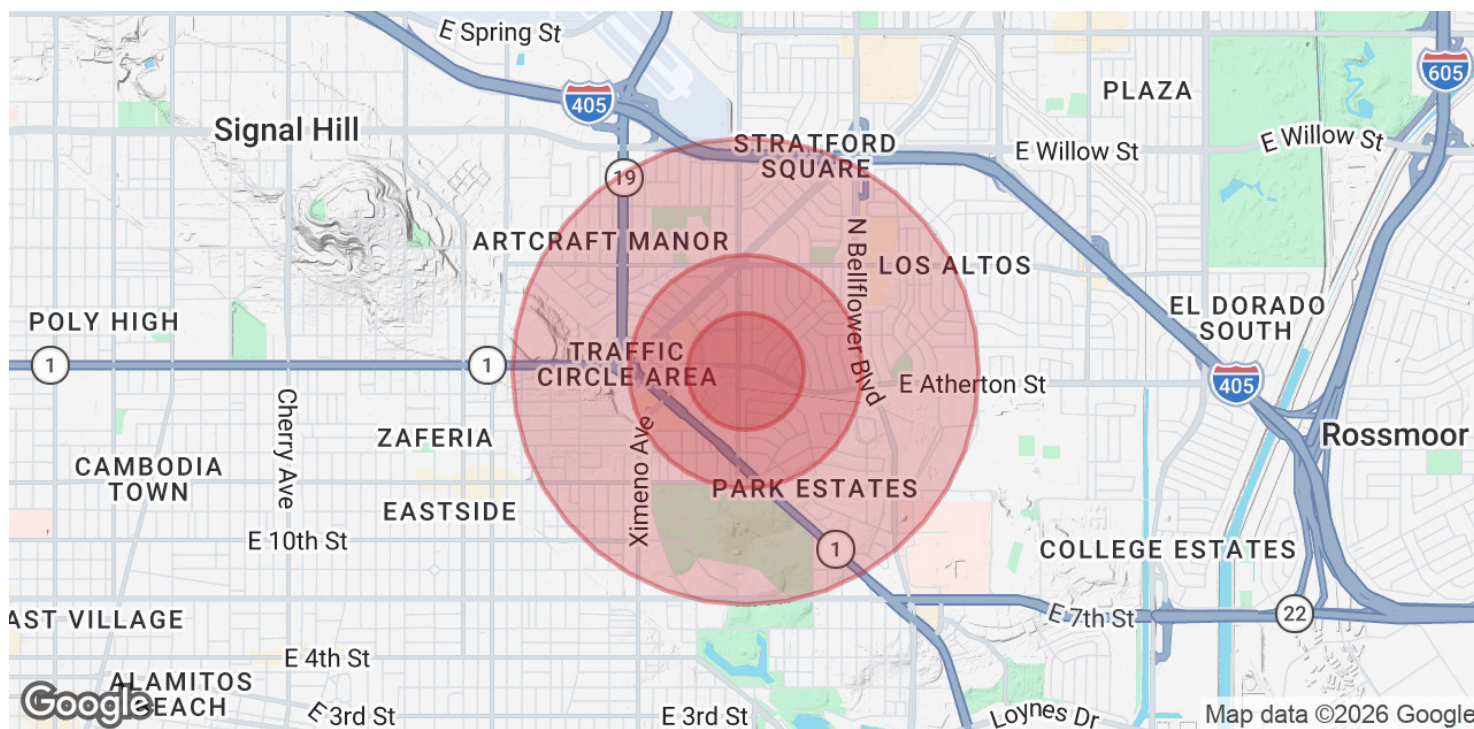 E Spring St
605
405
PLAZA
Signal Hill
STRATFORD
SQUARE
E Willow St
E Willow St
19
N Bellflower Blvd
ARTCRAFT MANOR
LOS ALTOS
EL DORADO
SOUTH
POLY HIGH
1
1
TRAFFIC
CIRCLE AREA
E Atherton St
405
Cherry Ave
Ximeno Ave
ZAFERIA
Rossmoor
CAMBODIA
TOWN
PARK ESTATES
EASTSIDE
E 10th St
1
COLLEGE ESTATES
AST VILLAGE
E 7th St
22
E 4th St
ALAMITOS
BEACH
Google
E 3rd St
E 3rd St
Loynes Dr
Map data ©2026 Google